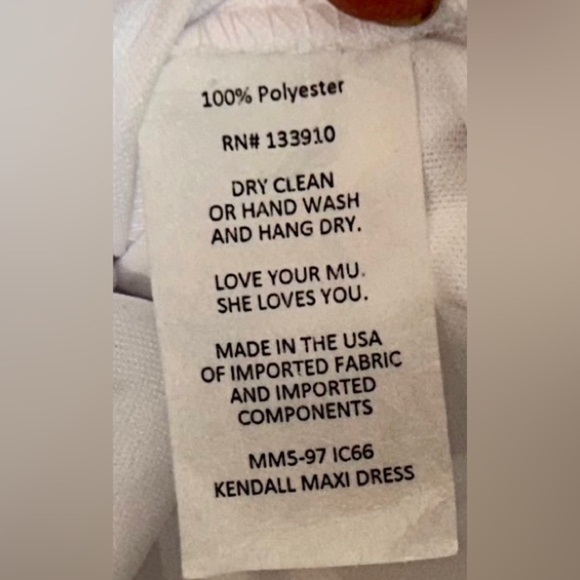 100% Polyester
RN# 133910
DRY CLEAN
OR HAND WASH
AND HANG DRY.
LOVE YOUR MU.
SHE LOVES YOU.
MADE IN THE USA
OF IMPORTED FABRIC
AND IMPORTED
COMPONENTS
MM5-97 IC66
KENDALL MAXI DRESS